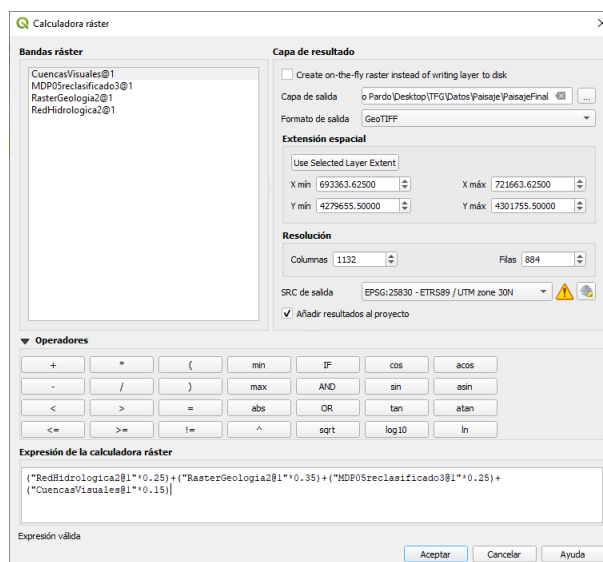 Calculadora ráster
Bandas ráster
CuencasVisuales@1
MDP05reclasificado3@1
RasterGeologia2@1
RedHidrologica2@1
Capa de resultado
Create on-the-fly raster instead of writing layer to disk
Capa de salida o Pardo\Desktop\TFG\Datos\Paisaje\PaisajeFinal ...
Formato de salida GeoTIFF
Extensión espacial
Use Selected Layer Extent
X mín 693363.62500 X máx 721663.62500
Y mín 4279655.50000 Y máx 4301755.50000
Resolución
Columnas 1132 Filas 884
SRC de salida EPSG:25830 - ETRS89 / UTM zone 30N
Añadir resultados al proyecto
Operadores
+ * ( min IF cos acos
- / ) max AND sin asin
< > = abs OR tan atan
<= >= != ^ sqrt log10 ln
Expresión de la calculadora ráster
("RedHidrologica2@1"*0.25)+("RasterGeologia2@1"*0.35)+("MDP05reclasificado3@1"*0.25)+
("CuencasVisuales@1"*0.15)
Expresión válida
Aceptar Cancelar Ayuda